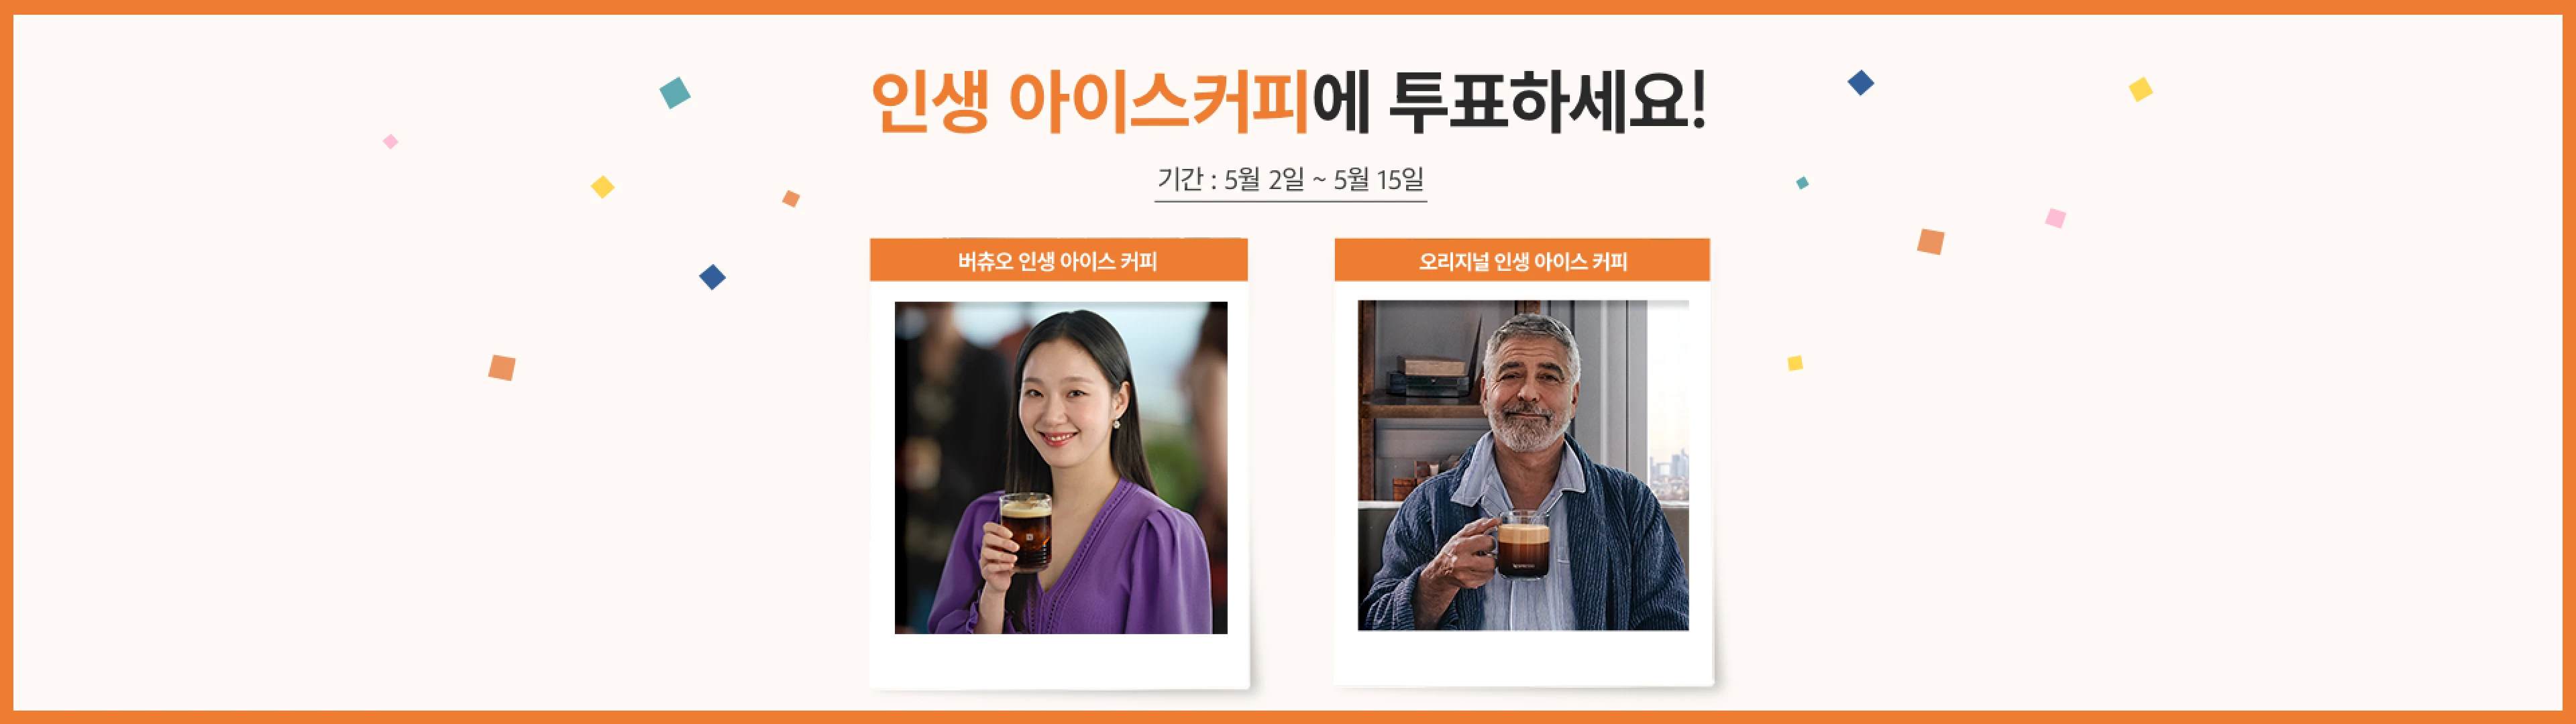 인생 아이스커피에 투표하세요!
기간 : 5월 2일 ~ 5월 15일
버츄오 인생 아이스 커피
오리지널 인생 아이스 커피
NESPRESSO